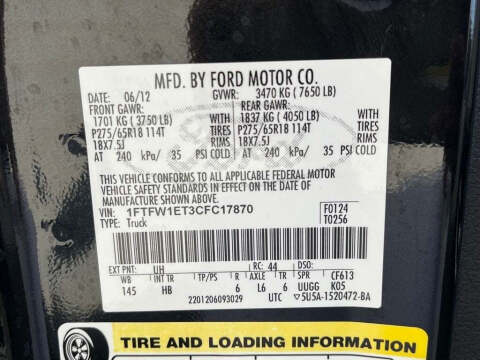 MFD. BY FORD MOTOR CO.
DATE: 06/12 GVWR: 3470 KG ( 7650 LB)
FRONT GAWR: REAR GAWR:
1701 KG ( 3750 LB) WITH 1837 KG ( 4050 LB) WITH
P275/65R18 114T TIRES P275/65R18 114T TIRES
18X7.5J RIMS 18X7.5J RIMS
AT 240 kPa/ 35 PSI COLD AT 240 kPa/ 35 PSI COLD
THIS VEHICLE CONFORMS TO ALL APPLICABLE FEDERAL MOTOR
VEHICLE SAFETY STANDARDS IN EFFECT ON THE DATE OF
MANUFACTURE SHOWN ABOVE.
VIN: 1FTFW1ET3CFC17870 F0124
TYPE: Truck T0256
EXT PNT: UH RC: 44 DSO:
WB INT TR TP/PS R AXLE TR SPR CF613
145 HB 6 L6 6 UUGG K05
2201206093029 UTC 5U5A-1520472-BA
TIRE AND LOADING INFORMATION